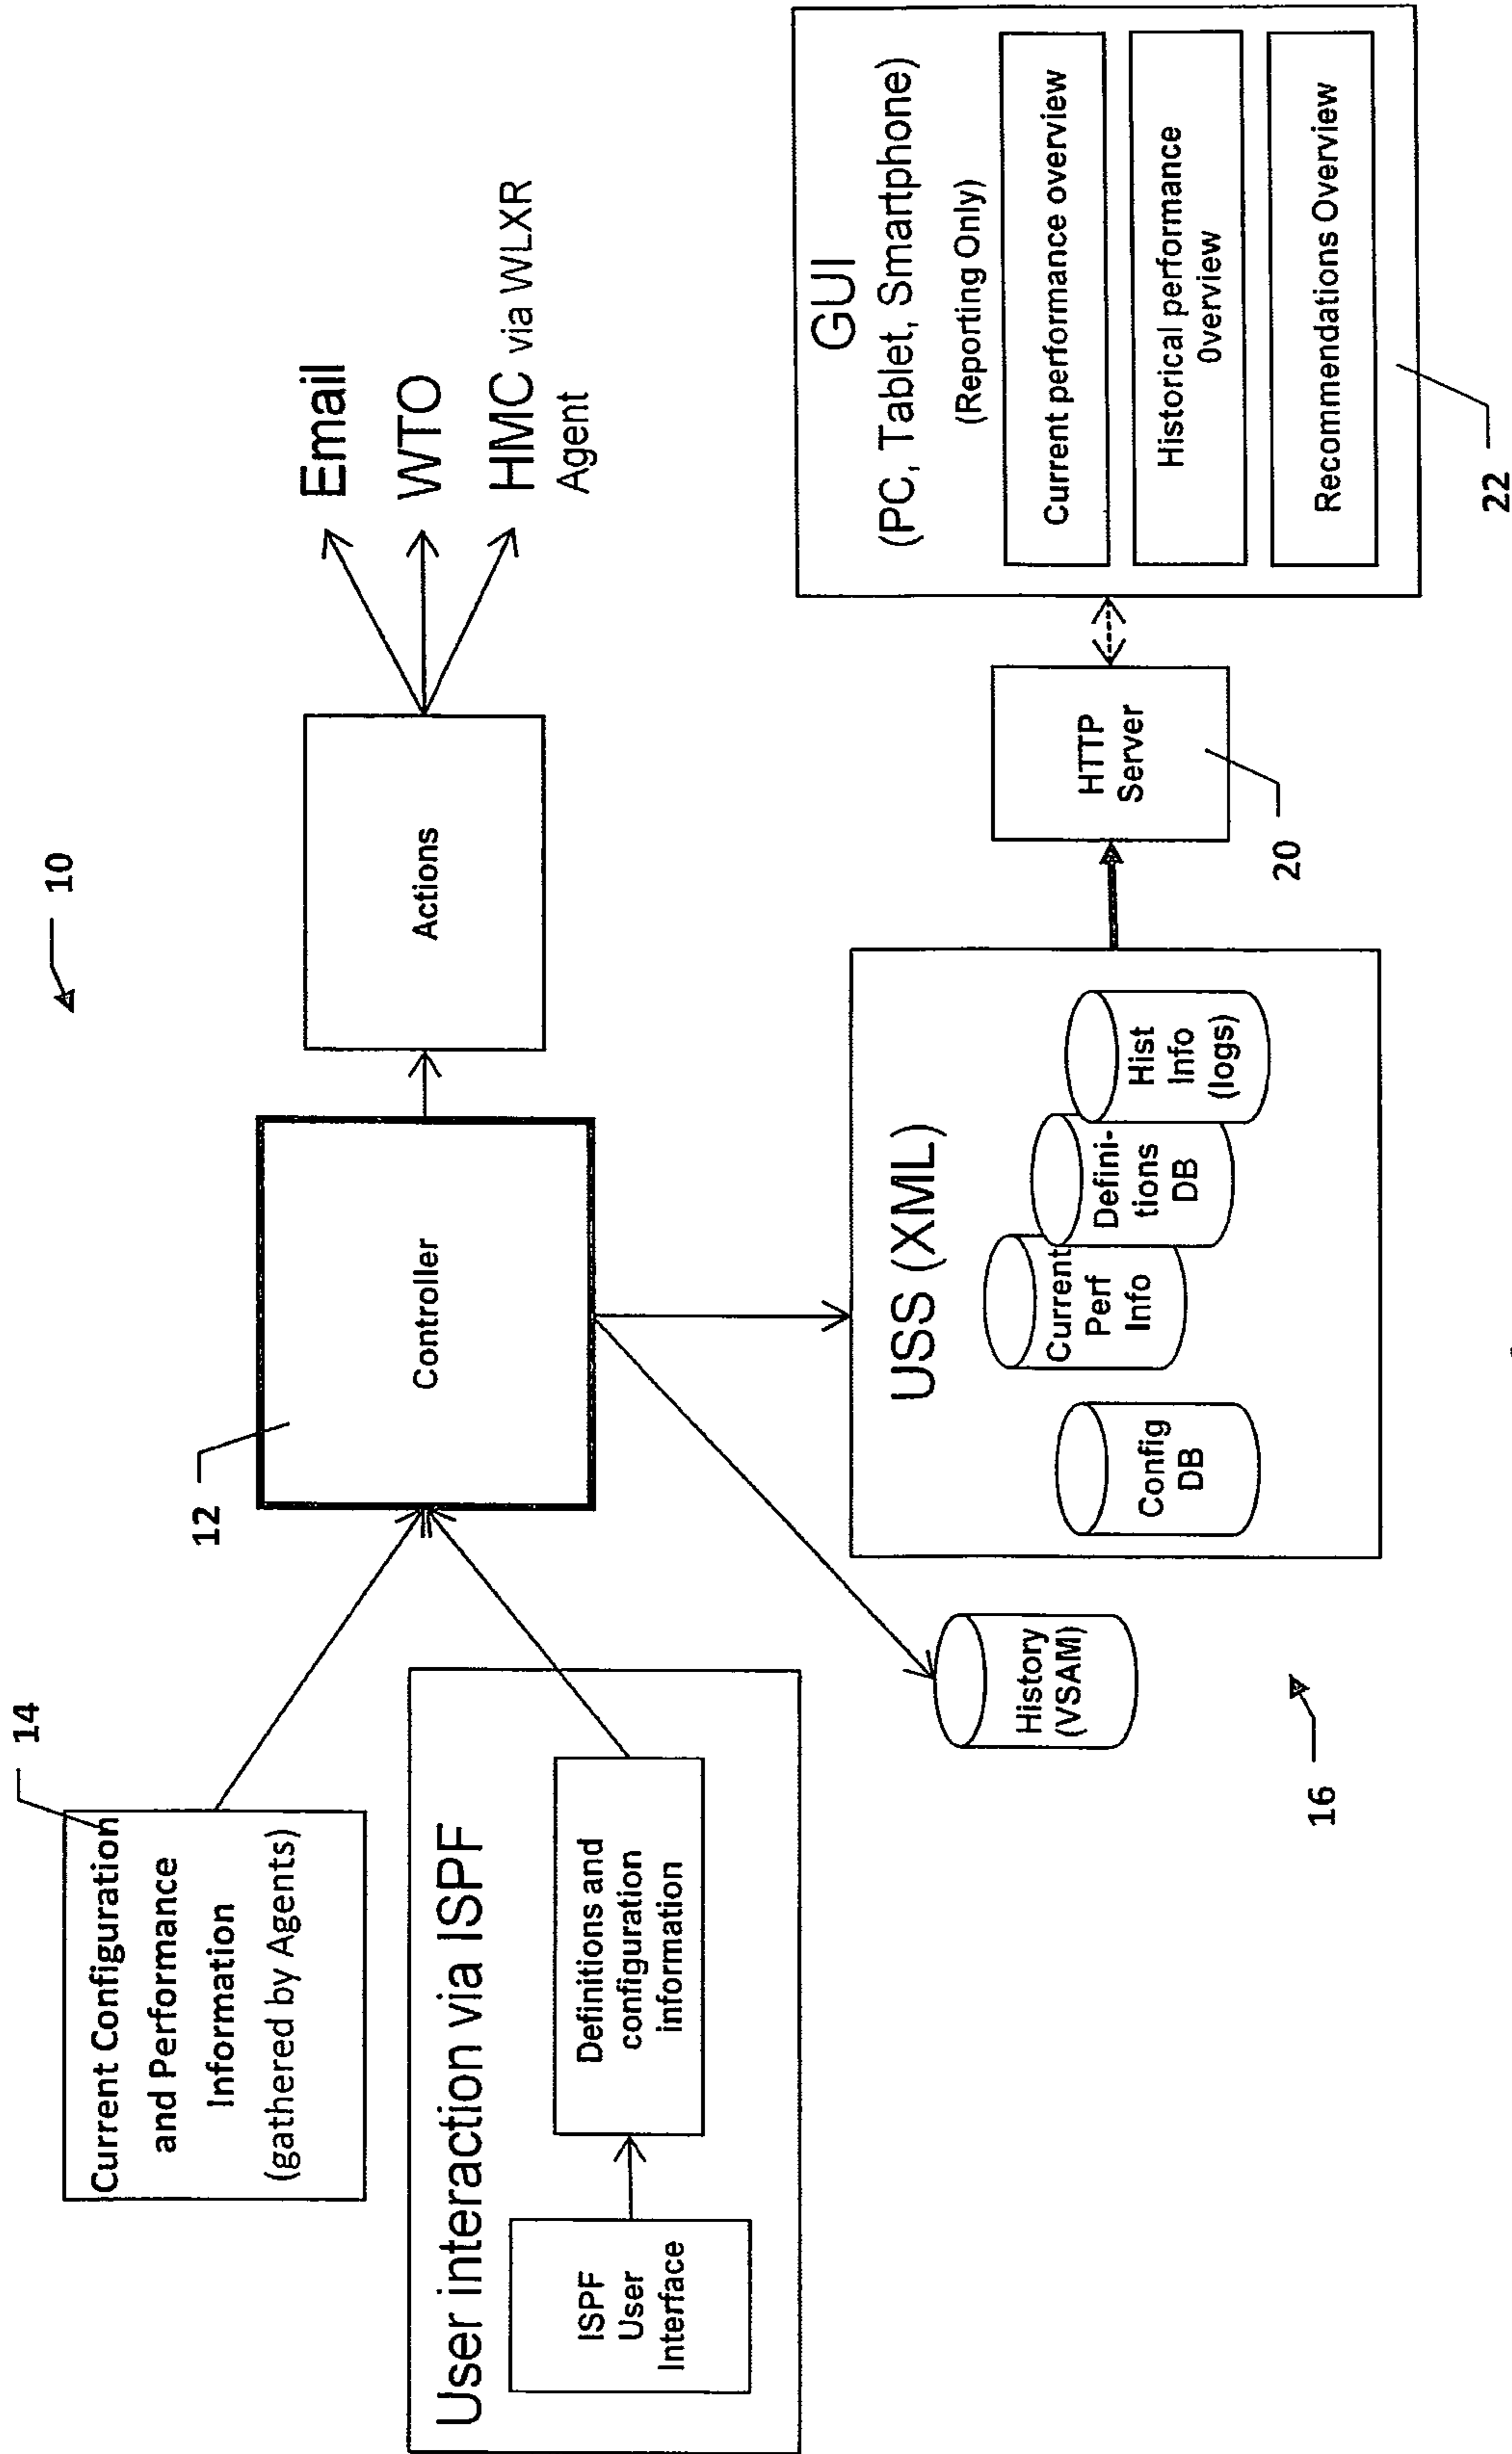 10
14
Current Configuration
and Performance
Information
(gathered by Agents)
12
Controller
Actions
Email
WTO
HMC via WLXR
Agent
User interaction via ISPF
ISPF
User
Interface
Definitions and
configuration
information
History
(VSAM)
16
USS (XML)
Config
DB
Current
Perf
Info
Defini-
tions
DB
Hist
Info
(logs)
HTTP
Server
20
GUI
(PC, Tablet, Smartphone)
(Reporting Only)
Current performance overview
Historical performance
Overview
Recommendations Overview
22